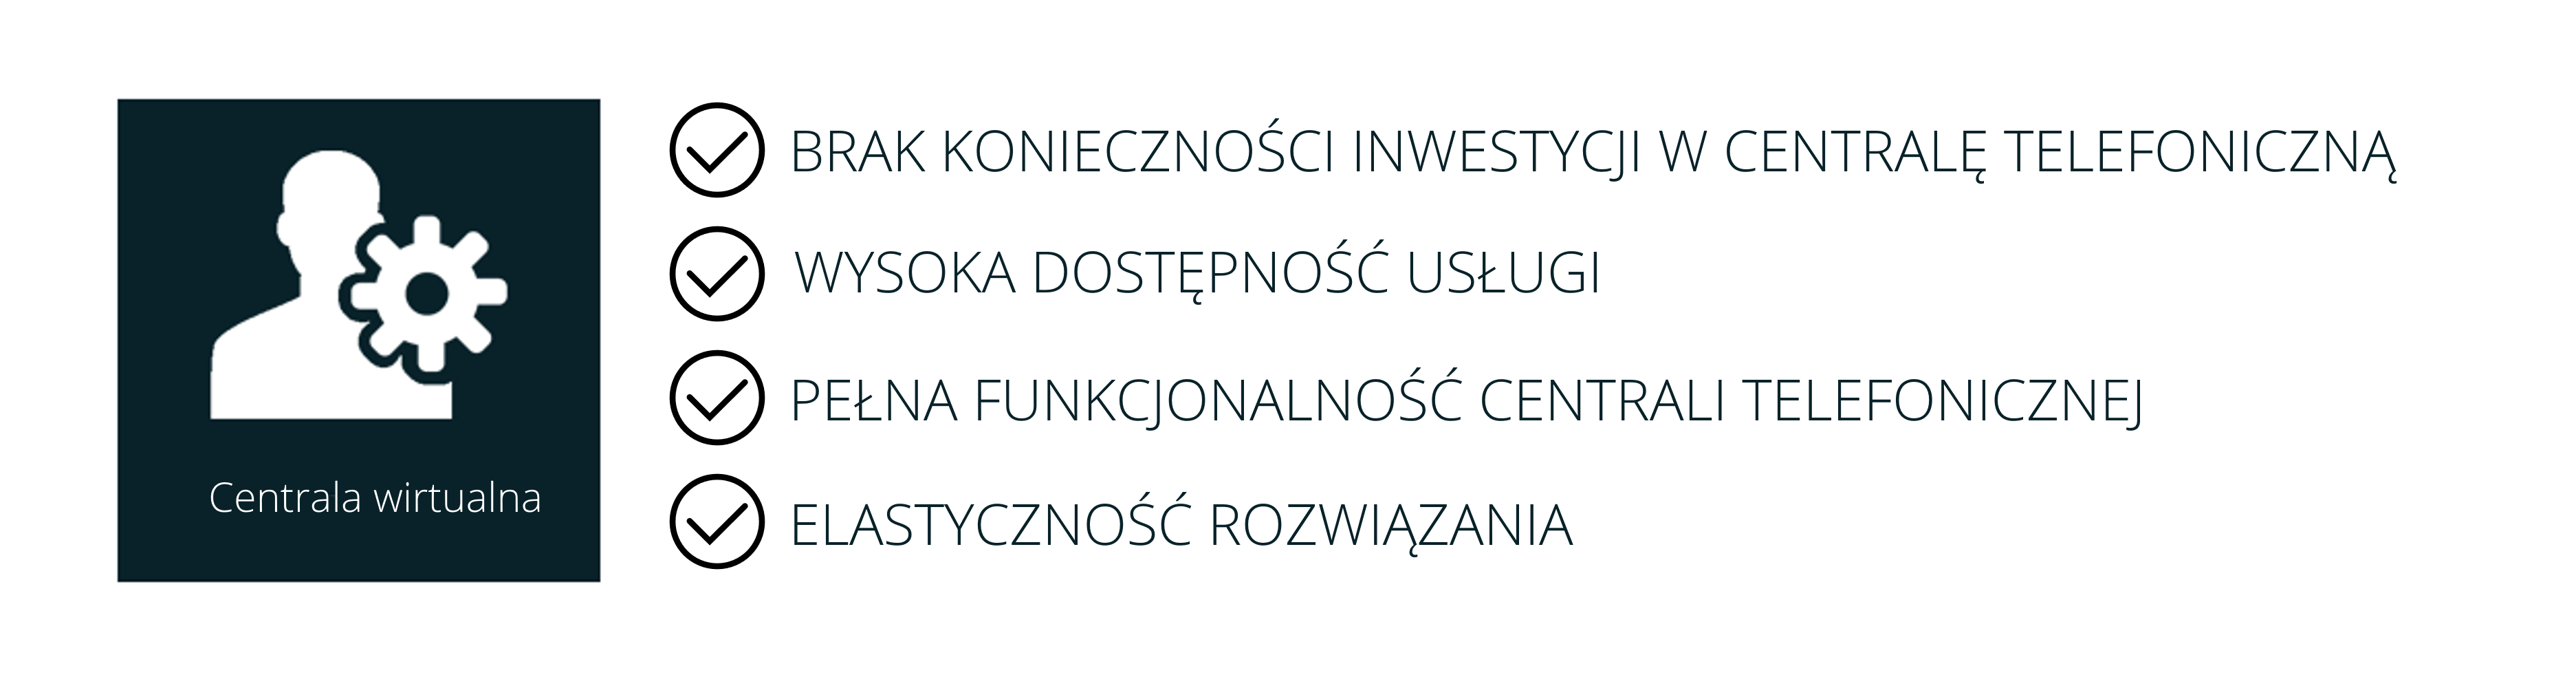 BRAK KONIECZNOŚCI INWESTYCJI W CENTRALĘ TELEFONICZNĄ
WYSOKA DOSTĘPNOŚĆ USŁUGI
PEŁNA FUNKCJONALNOŚĆ CENTRALI TELEFONICZNEJ
ELASTYCZNOŚĆ ROZWIĄZANIA
Centrala wirtualna